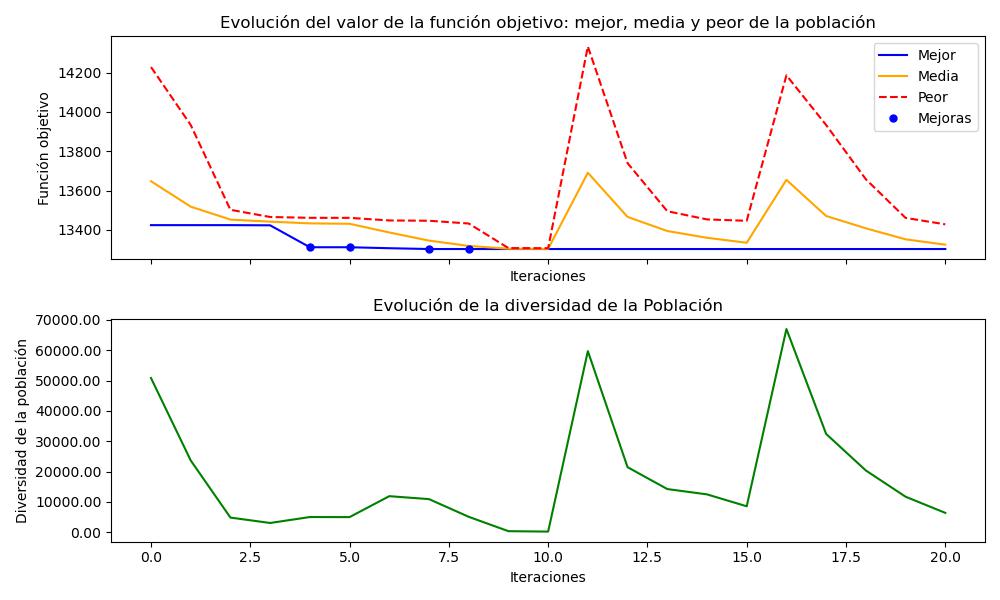 Evolución del valor de la función objetivo: mejor, media y peor de la población
Función objetivo
14200
14000
13800
13600
13400
Mejor
Media
Peor
Mejoras
Iteraciones
Evolución de la diversidad de la Población
Diversidad de la población
70000.00
60000.00
50000.00
40000.00
30000.00
20000.00
10000.00
0.00
0.0 2.5 5.0 7.5 10.0 12.5 15.0 17.5 20.0
Iteraciones